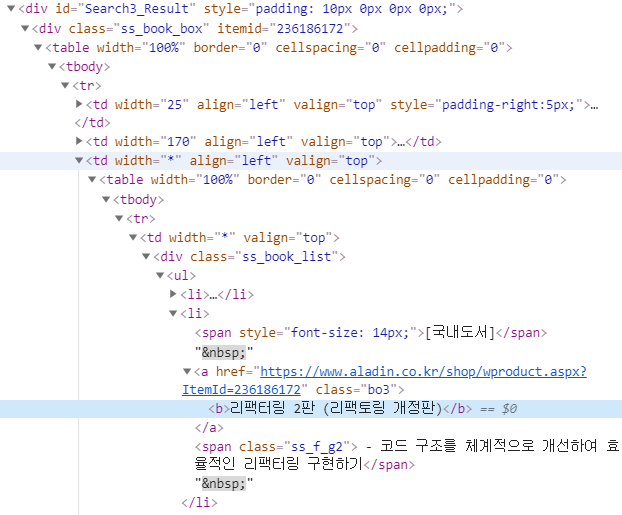 ▼<div id="Search3_Result" style="padding: 10px 0px 0px 0px;">
▼<div class="ss_book_box" itemid="236186172">
▼<table width="100%" border="0" cellspacing="0" cellpadding="0">
▼<tbody>
▼<tr>
▶<td width="25" align="left" valign="top" style="padding-right:5px;">…
</td>
▶<td width="170" align="left" valign="top">…</td>
▼<td width="*" align="left" valign="top">
▼<table width="100%" border="0" cellspacing="0" cellpadding="0">
▼<tbody>
▼<tr>
▼<td width="*" valign="top">
▼<div class="ss_book_list">
▼<ul>
▶<li>…</li>
▼<li>
<span style="font-size: 14px;">[국내도서]</span>
"&nbsp;"
▼<a href="https://www.aladin.co.kr/shop/wproduct.aspx?
ItemId=236186172" class="bo3">
<b>리팩터링 2판 (리팩토링 개정판)</b> == $0
</a>
<span class="ss_f_g2"> - 코드 구조를 체계적으로 개선하여 효
율적인 리팩터링 구현하기</span>
"&nbsp;"
</li>